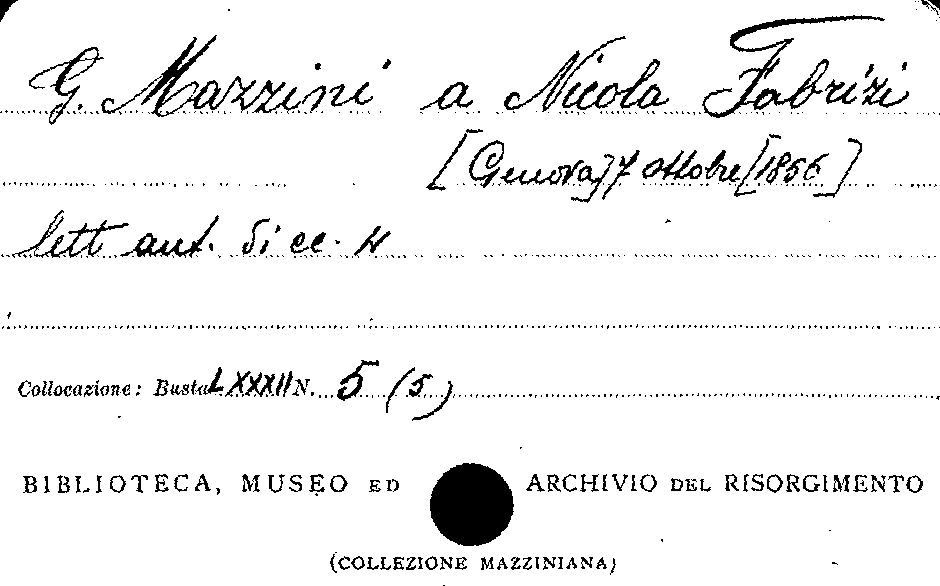 G. Mazzini a Nicola Fabrizi
[Genova] 7 ottobre [1856]
lett aut. di cc. 4
Collocazione: Busta LXXXII N. 5 (5)
BIBLIOTECA, MUSEO ED ARCHIVIO DEL RISORGIMENTO
(COLLEZIONE MAZZINIANA)